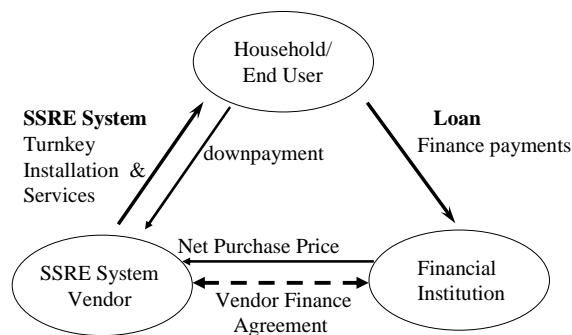 Household/
End User
SSRE System
Turnkey
Installation &
Services
downpayment
Loan
Finance payments
Net Purchase Price
SSRE System
Vendor
Vendor Finance
Agreement
Financial
Institution